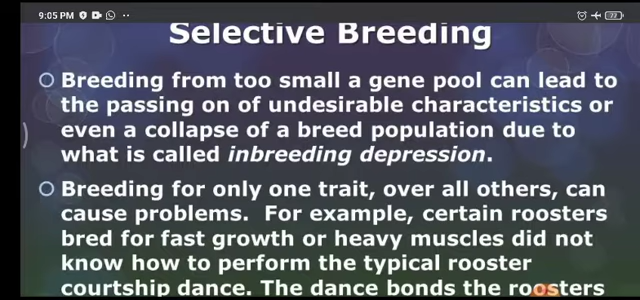 9:05 PM
77
Selective Breeding
Breeding from too small a gene pool can lead to
the passing on of undesirable characteristics or
even a collapse of a breed population due to
what is called inbreeding depression.
Breeding for only one trait, over all others, can
cause problems. For example, certain roosters
bred for fast growth or heavy muscles did not
know how to perform the typical rooster
courtship dance. The dance bonds the roosters